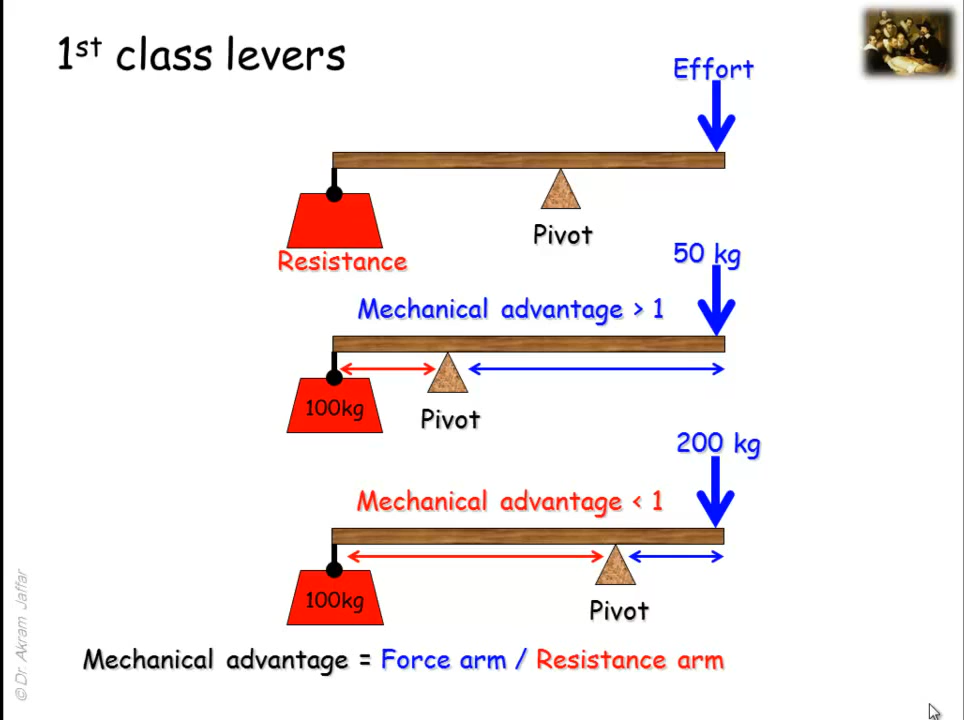 1st class levers
Effort
Pivot
Resistance
50 kg
Mechanical advantage > 1
100kg
Pivot
200 kg
Mechanical advantage < 1
100kg
Pivot
Mechanical advantage = Force arm / Resistance arm
© Dr Akram Jaffar